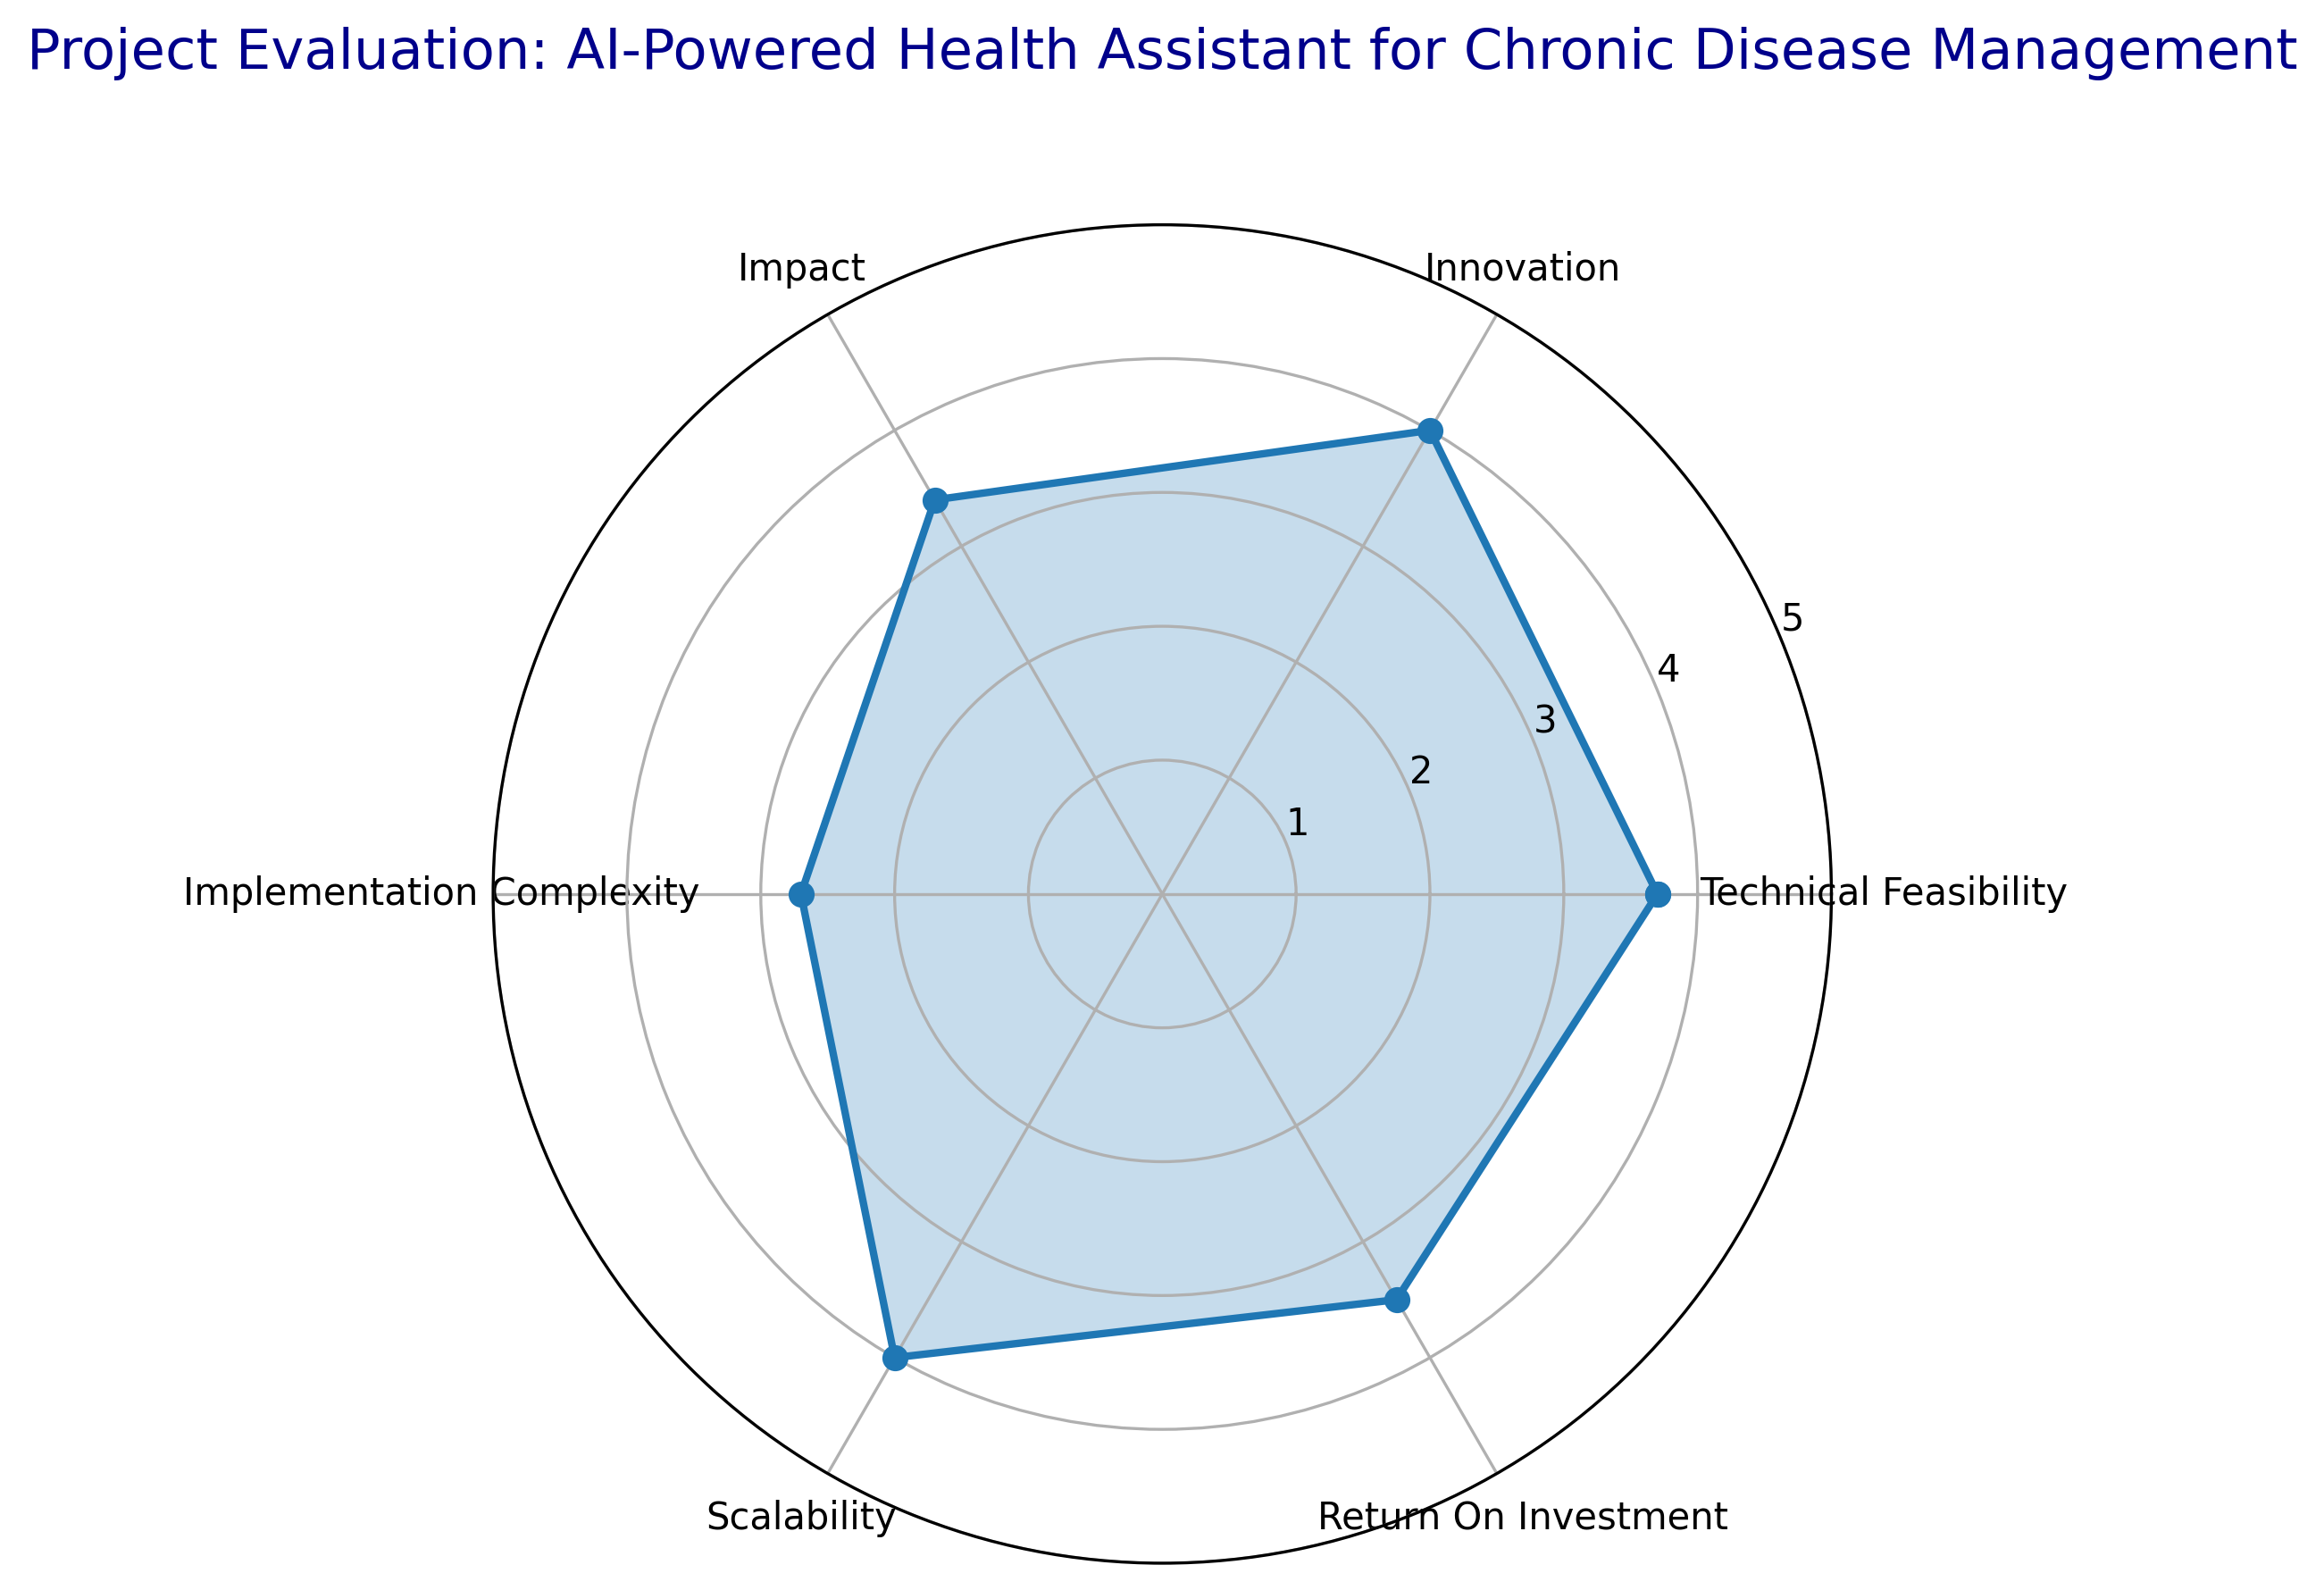 Project Evaluation: AI-Powered Health Assistant for Chronic Disease Management
Impact
Innovation
5
4
3
2
1
Implementation Complexity
Technical Feasibility
Scalability
Return On Investment